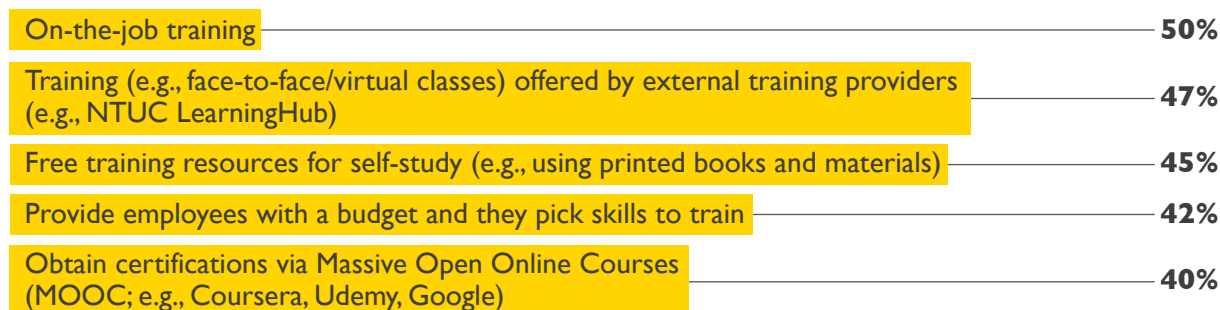 On-the-job training 50%
Training (e.g., face-to-face/virtual classes) offered by external training providers
(e.g., NTUC LearningHub) 47%
Free training resources for self-study (e.g., using printed books and materials) 45%
Provide employees with a budget and they pick skills to train 42%
Obtain certifications via Massive Open Online Courses
(MOOC; e.g., Coursera, Udemy, Google) 40%